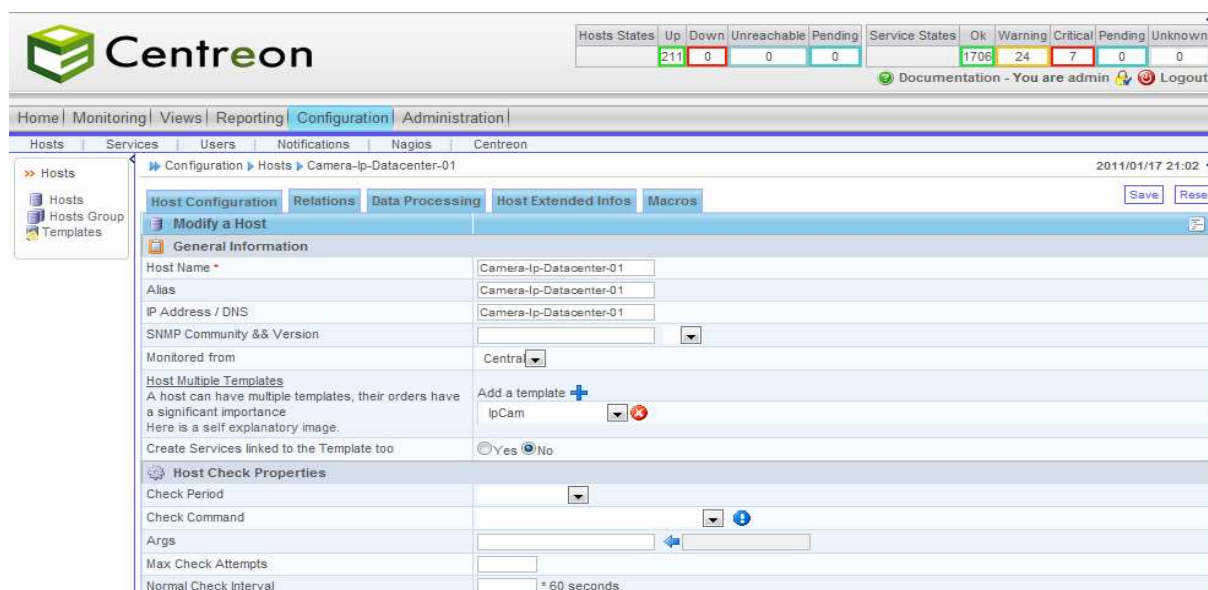 Centreon
Hosts States Up Down Unreachable Pending
211 0 0 0
Service States Ok Warning Critical Pending Unknown
1706 24 7 0 0
Documentation - You are admin Logout
Home Monitoring Views Reporting Configuration Administration
Hosts | Services | Users | Notifications | Nagios | Centreon
Hosts
Hosts
Hosts Group
Templates
Configuration Hosts Camera-Ip-Datacenter-01
2011/01/17 21:02
Host Configuration Relations Data Processing Host Extended Infos Macros
Save Rese
Modify a Host
General Information
Host Name * Camera-Ip-Datacenter-01
Alias Camera-Ip-Datacenter-01
IP Address / DNS Camera-Ip-Datacenter-01
SNMP Community && Version
Monitored from Central
Host Multiple Templates
A host can have multiple templates, their orders have
a significant importance
Here is a self explanatory image.
Add a template
IpCam
Create Services linked to the Template too Yes No
Host Check Properties
Check Period
Check Command
Args
Max Check Attempts
Normal Check Interval * 60 seconds